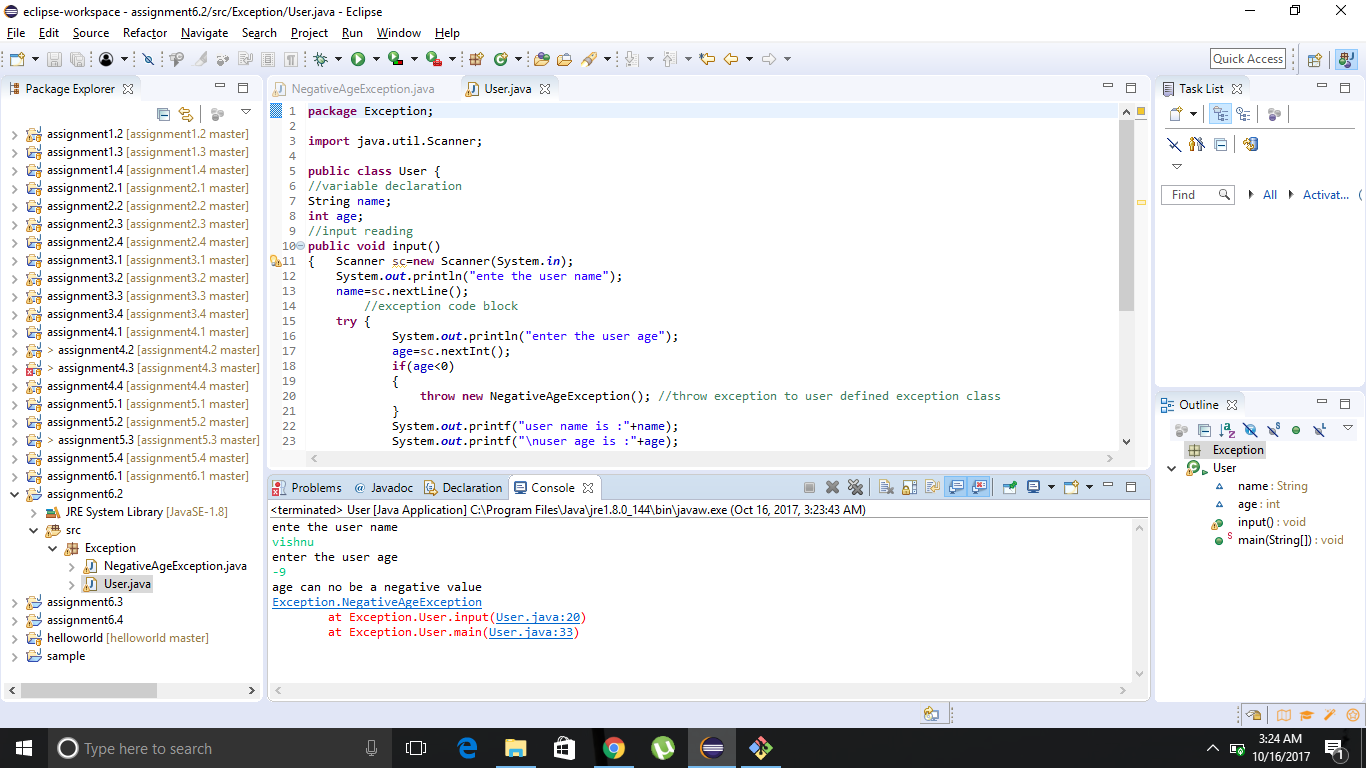 eclipse-workspace - assignment6.2/src/Exception/User.java - Eclipse
File Edit Source Refactor Navigate Search Project Run Window Help
Quick Access
Package Explorer
assignment1.2 [assignment1.2 master]
assignment1.3 [assignment1.3 master]
assignment1.4 [assignment1.4 master]
assignment2.1 [assignment2.1 master]
assignment2.2 [assignment2.2 master]
assignment2.3 [assignment2.3 master]
assignment2.4 [assignment2.4 master]
assignment3.1 [assignment3.1 master]
assignment3.2 [assignment3.2 master]
assignment3.3 [assignment3.3 master]
assignment3.4 [assignment3.4 master]
assignment4.1 [assignment4.1 master]
> assignment4.2 [assignment4.2 master]
> assignment4.3 [assignment4.3 master]
assignment4.4 [assignment4.4 master]
assignment5.1 [assignment5.1 master]
assignment5.2 [assignment5.2 master]
> assignment5.3 [assignment5.3 master]
assignment5.4 [assignment5.4 master]
assignment6.1 [assignment6.1 master]
assignment6.2
JRE System Library [JavaSE-1.8]
src
Exception
NegativeAgeException.java
User.java
assignment6.3
assignment6.4
helloworld [helloworld master]
sample
NegativeAgeException.java User.java
1 package Exception;
2
3 import java.util.Scanner;
4
5 public class User {
6 //variable declaration
7 String name;
8 int age;
9 //input reading
10 public void input()
11 {   Scanner sc=new Scanner(System.in);
12     System.out.println("ente the user name");
13     name=sc.nextLine();
14         //exception code block
15     try {
16             System.out.println("enter the user age");
17             age=sc.nextInt();
18             if(age<0)
19             {
20                 throw new NegativeAgeException(); //throw exception to user defined exception class
21             }
22             System.out.printf("user name is :"+name);
23             System.out.printf("\nuser age is :"+age);
Problems @ Javadoc Declaration Console
<terminated> User [Java Application] C:\Program Files\Java\jre1.8.0_144\bin\javaw.exe (Oct 16, 2017, 3:23:43 AM)
ente the user name
vishnu
enter the user age
-9
age can no be a negative value
Exception.NegativeAgeException
at Exception.User.input(User.java:20)
at Exception.User.main(User.java:33)
Task List
Find All Activat...
Outline
Exception
User
name : String
age : int
input() : void
main(String[]) : void
Type here to search
3:24 AM
10/16/2017
1